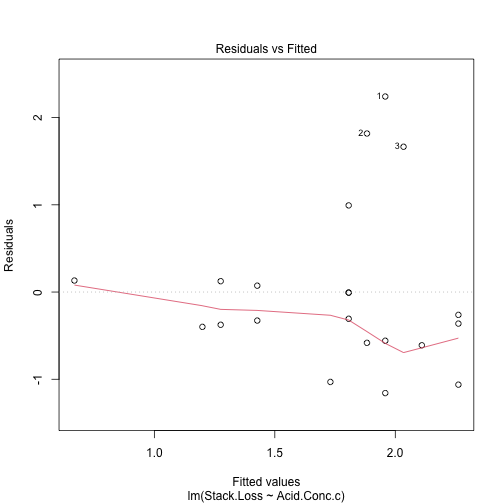 Residuals vs Fitted
Residuals
2
1
0
-1
1
2
3
1.0
1.5
2.0
Fitted values
lm(Stack.Loss ~ Acid.Conc.c)